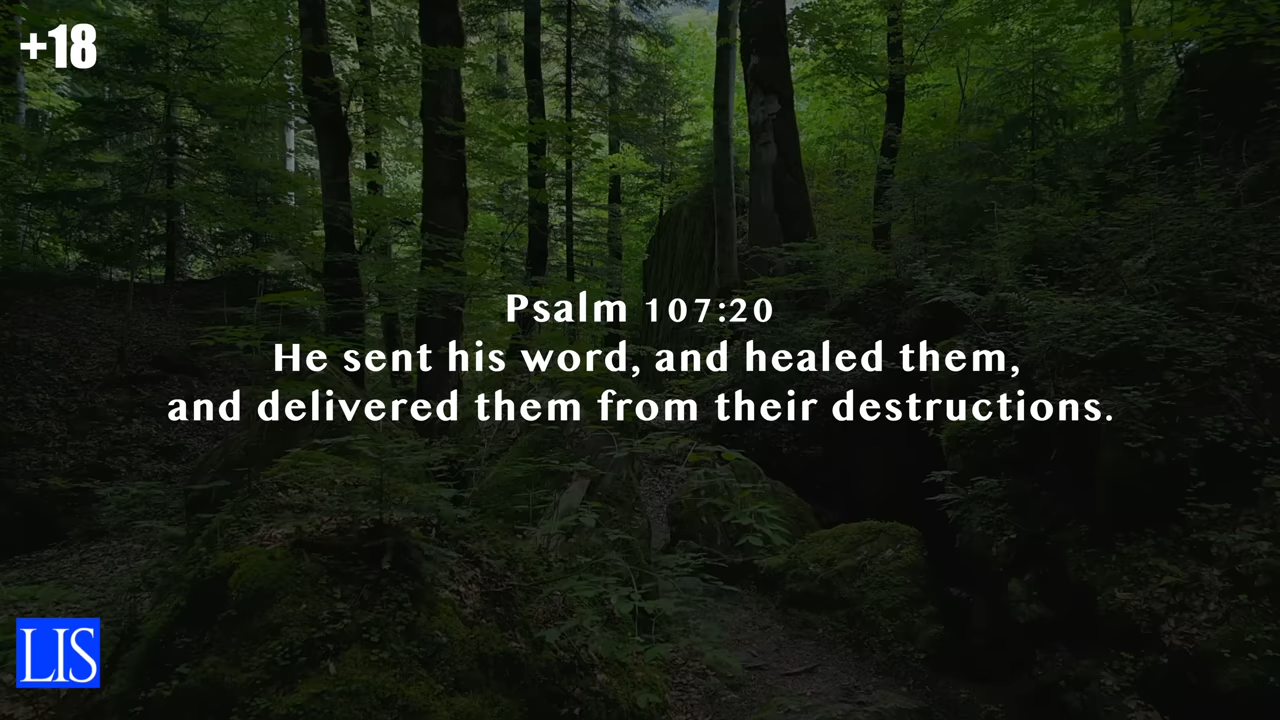 +18
Psalm 107:20
He sent his word, and healed them,
and delivered them from their destructions.
LIS